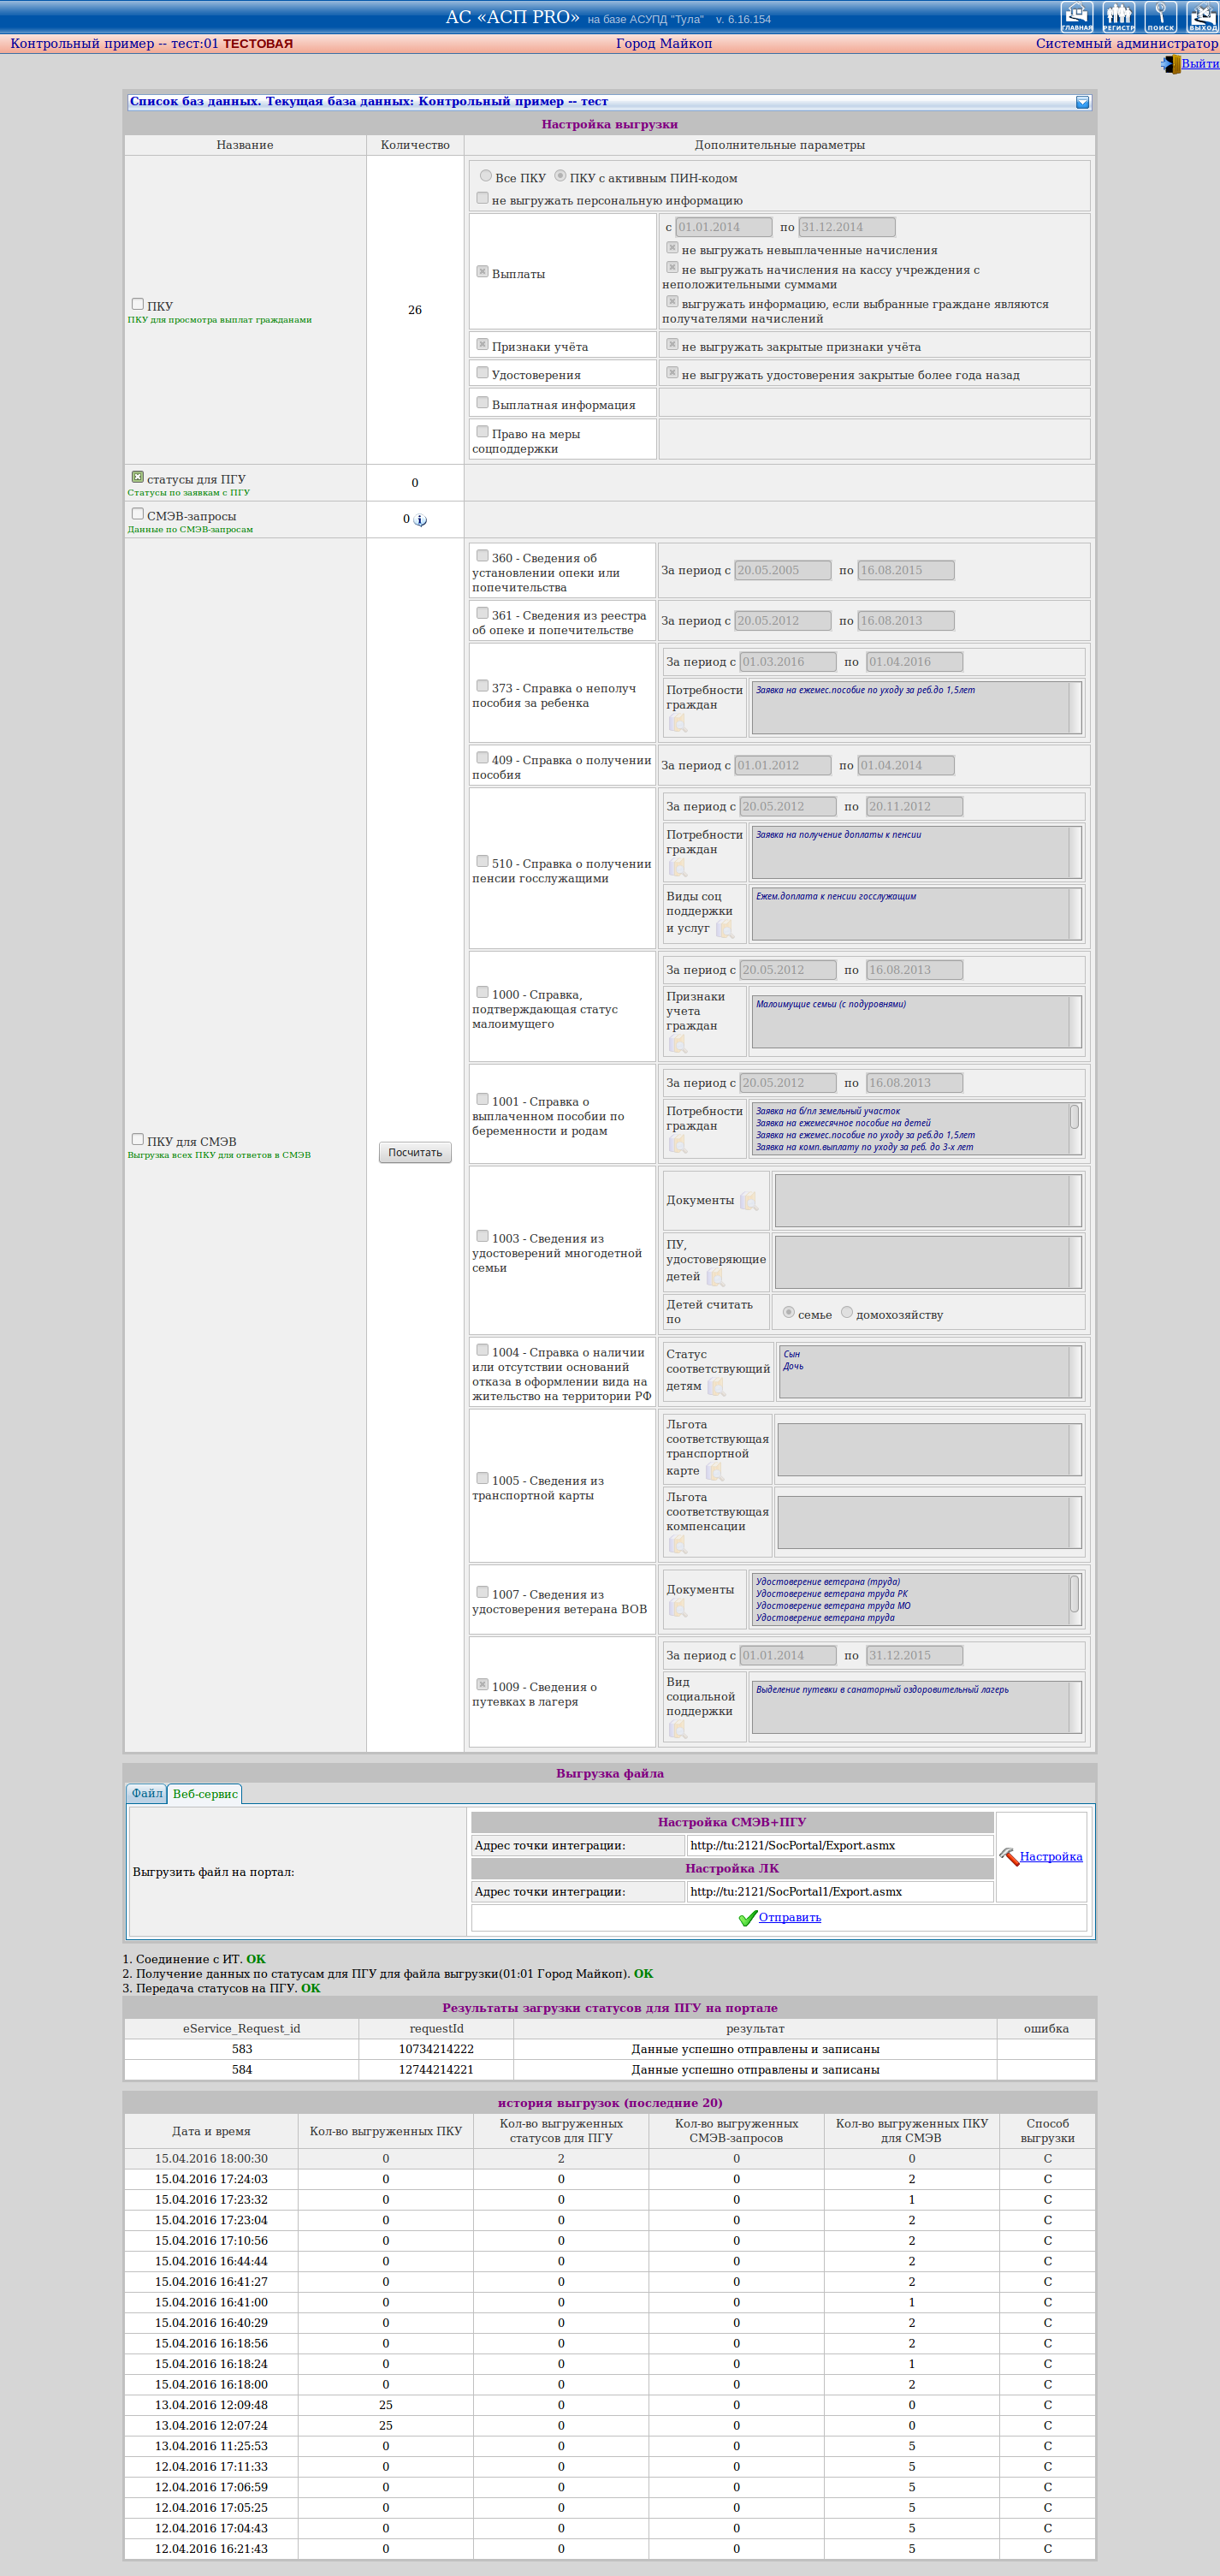 АС «АСП PRO» на базе АСУПД "Тула" v. 6.16.154
ГЛАВНАЯ РЕГИСТР ПОИСК ВЫХОД
Контрольный пример -- тест:01 ТЕСТОВАЯ Город Майкоп Системный администратор
Выйти
Список баз данных. Текущая база данных: Контрольный пример -- тест
Настройка выгрузки
Название Количество Дополнительные параметры
ПКУ
ПКУ для просмотра выплат гражданами
26
Все ПКУ ПКУ с активным ПИН-кодом
не выгружать персональную информацию
Выплаты
с 01.01.2014 по 31.12.2014
не выгружать невыплаченные начисления
не выгружать начисления на кассу учреждения с
неположительными суммами
выгружать информацию, если выбранные граждане являются
получателями начислений
Признаки учёта не выгружать закрытые признаки учёта
Удостоверения не выгружать удостоверения закрытые более года назад
Выплатная информация
Право на меры
соцподдержки
статусы для ПГУ
Статусы по заявкам с ПГУ
0
СМЭВ-запросы
Данные по СМЭВ-запросам
0
ПКУ для СМЭВ
Выгрузка всех ПКУ для ответов в СМЭВ
Посчитать
360 - Сведения об
установлении опеки или
попечительства
За период с 20.05.2005 по 16.08.2015
361 - Сведения из реестра
об опеке и попечительстве
За период с 20.05.2012 по 16.08.2013
373 - Справка о неполуч
пособия за ребенка
За период с 01.03.2016 по 01.04.2016
Потребности
граждан
Заявка на ежемес.пособие по уходу за реб.до 1,5лет
409 - Справка о получении
пособия
За период с 01.01.2012 по 01.04.2014
510 - Справка о получении
пенсии госслужащими
За период с 20.05.2012 по 20.11.2012
Потребности
граждан
Заявка на получение доплаты к пенсии
Виды соц
поддержки
и услуг
Ежем.доплата к пенсии госслужащим
1000 - Справка,
подтверждающая статус
малоимущего
За период с 20.05.2012 по 16.08.2013
Признаки
учета
граждан
Малоимущие семьи (с подуровнями)
1001 - Справка о
выплаченном пособии по
беременности и родам
За период с 20.05.2012 по 16.08.2013
Потребности
граждан
Заявка на б/пл земельный участок
Заявка на ежемесячное пособие на детей
Заявка на ежемес.пособие по уходу за реб.до 1,5лет
Заявка на комп.выплату по уходу за реб. до 3-х лет
1003 - Сведения из
удостоверений многодетной
семьи
Документы
ПУ,
удостоверяющие
детей
Детей считать
по
семье домохозяйству
1004 - Справка о наличии
или отсутствии оснований
отказа в оформлении вида на
жительство на территории РФ
Статус
соответствующий
детям
Сын
Дочь
1005 - Сведения из
транспортной карты
Льгота
соответствующая
транспортной
карте
Льгота
соответствующая
компенсации
1007 - Сведения из
удостоверения ветерана ВОВ
Документы
Удостоверение ветерана (труда)
Удостоверение ветерана труда РК
Удостоверение ветерана труда МО
Удостоверение ветерана труда
1009 - Сведения о
путевках в лагеря
За период с 01.01.2014 по 31.12.2015
Вид
социальной
поддержки
Выделение путевки в санаторный оздоровительный лагерь
Выгрузка файла
Файл Веб-сервис
Выгрузить файл на портал:
Настройка СМЭВ+ПГУ
Адрес точки интеграции: http://tu:2121/SocPortal/Export.asmx
Настройка ЛК
Адрес точки интеграции: http://tu:2121/SocPortal1/Export.asmx
Настройка
Отправить
1. Соединение с ИТ. ОК
2. Получение данных по статусам для ПГУ для файла выгрузки(01:01 Город Майкоп). ОК
3. Передача статусов на ПГУ. ОК
Результаты загрузки статусов для ПГУ на портале
eService_Request_id requestId результат ошибка
583 10734214222 Данные успешно отправлены и записаны
584 12744214221 Данные успешно отправлены и записаны
история выгрузок (последние 20)
Дата и время Кол-во выгруженных ПКУ Кол-во выгруженных статусов для ПГУ Кол-во выгруженных СМЭВ-запросов Кол-во выгруженных ПКУ для СМЭВ Способ выгрузки
15.04.2016 18:00:30 0 2 0 0 С
15.04.2016 17:24:03 0 0 0 2 С
15.04.2016 17:23:32 0 0 0 1 С
15.04.2016 17:23:04 0 0 0 2 С
15.04.2016 17:10:56 0 0 0 2 С
15.04.2016 16:44:44 0 0 0 2 С
15.04.2016 16:41:27 0 0 0 2 С
15.04.2016 16:41:00 0 0 0 1 С
15.04.2016 16:40:29 0 0 0 2 С
15.04.2016 16:18:56 0 0 0 2 С
15.04.2016 16:18:24 0 0 0 1 С
15.04.2016 16:18:00 0 0 0 2 С
13.04.2016 12:09:48 25 0 0 0 С
13.04.2016 12:07:24 25 0 0 0 С
13.04.2016 11:25:53 0 0 0 5 С
12.04.2016 17:11:33 0 0 0 5 С
12.04.2016 17:06:59 0 0 0 5 С
12.04.2016 17:05:25 0 0 0 5 С
12.04.2016 17:04:43 0 0 0 5 С
12.04.2016 16:21:43 0 0 0 5 С